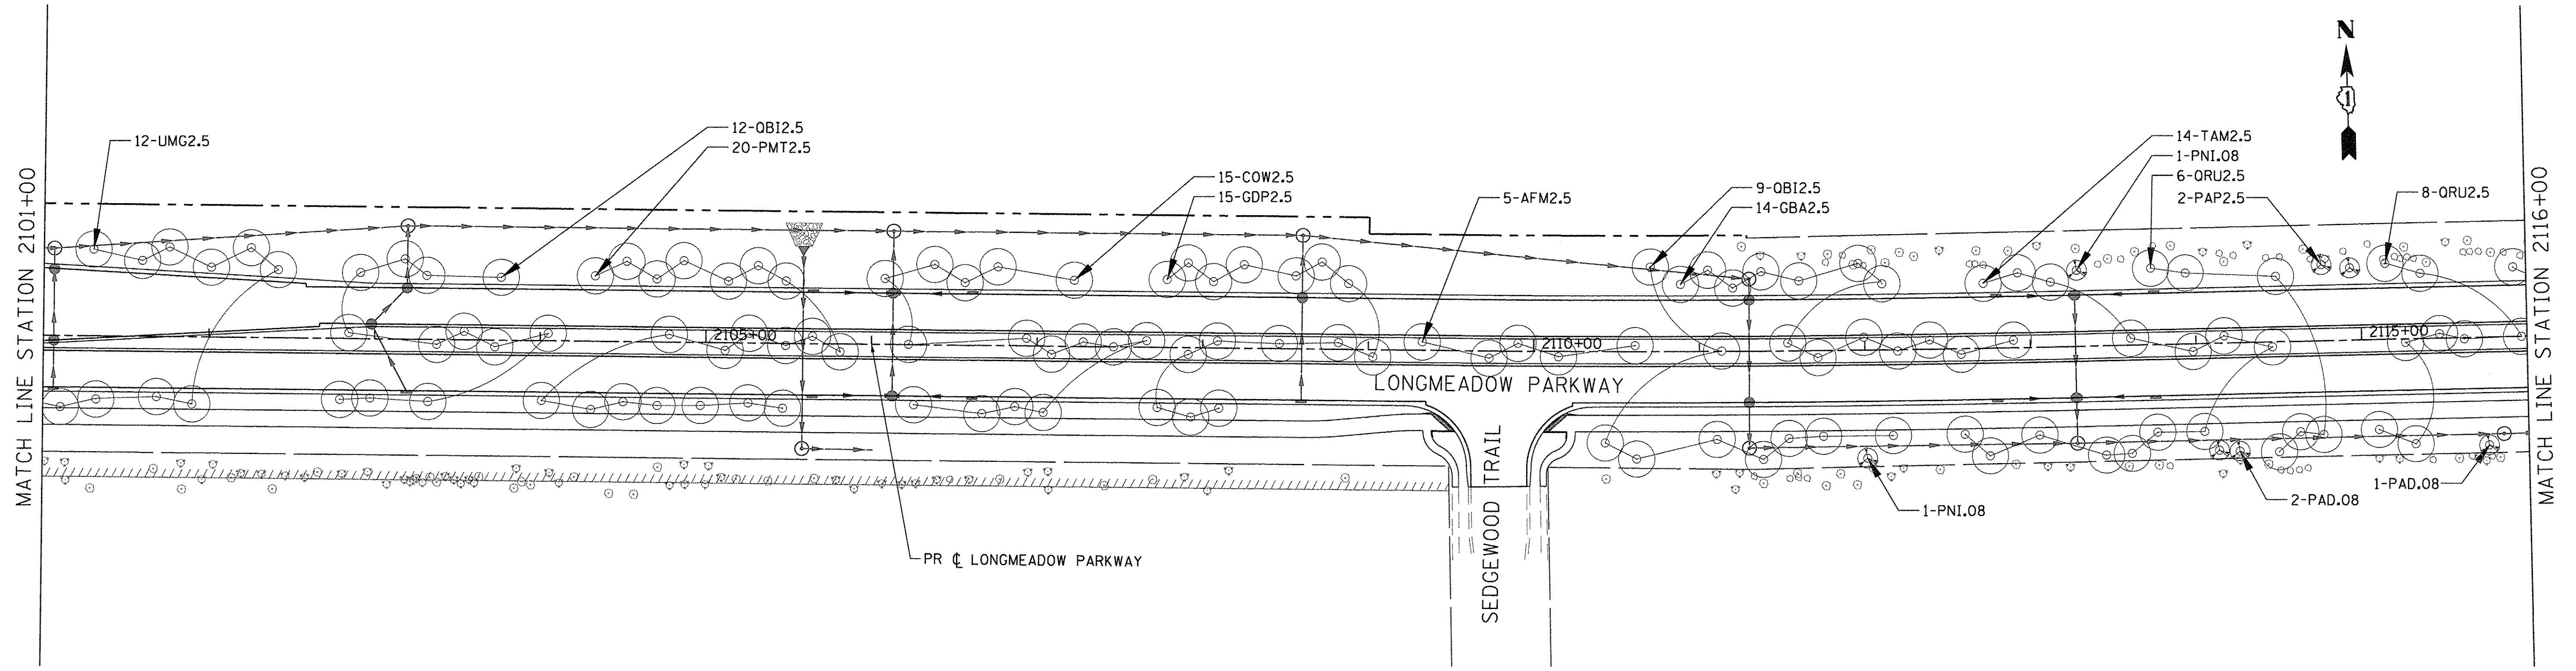 N
1
12-UMG2.5
12-QBI2.5
20-PMT2.5
15-COW2.5
15-GDP2.5
5-AFM2.5
9-QBI2.5
14-GBA2.5
14-TAM2.5
1-PNI.08
6-QRU2.5
2-PAP2.5
8-QRU2.5
MATCH LINE STATION 2101+00
MATCH LINE STATION 2116+00
2105+00
2110+00
2115+00
LONGMEADOW PARKWAY
SEDGEWOOD TRAIL
1-PNI.08
2-PAD.08
1-PAD.08
PR ℄ LONGMEADOW PARKWAY